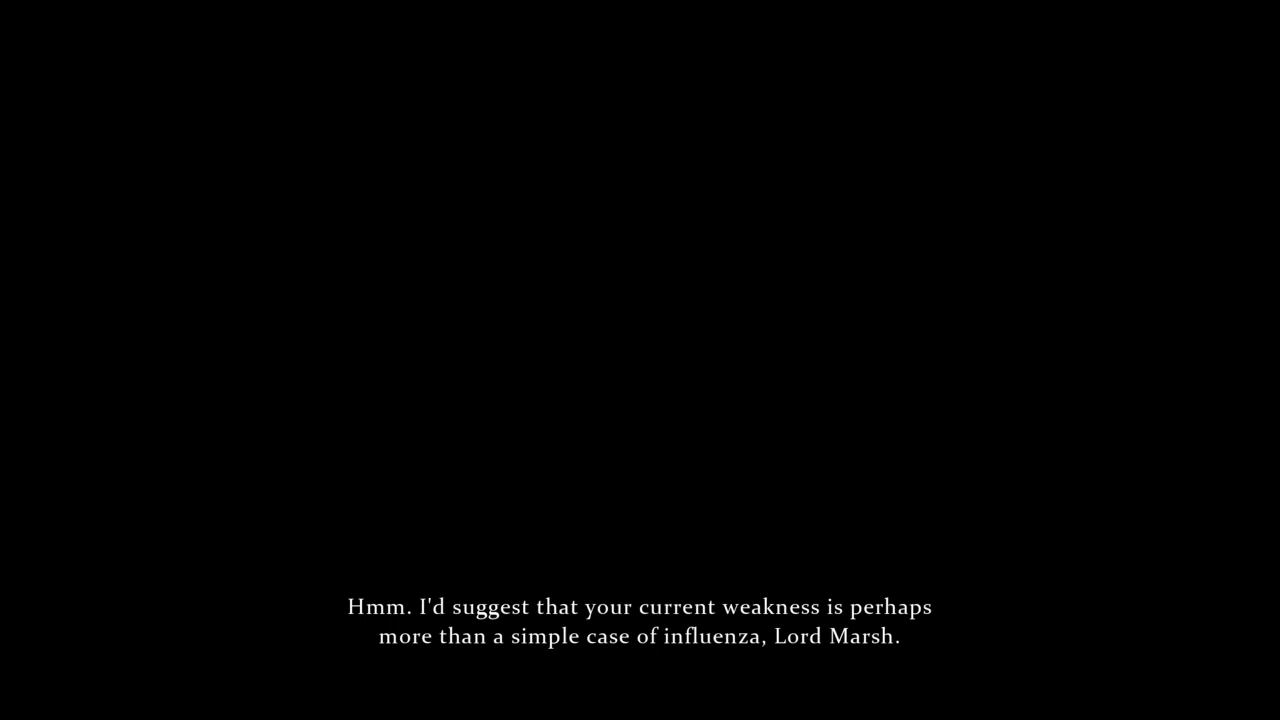 Hmm. I'd suggest that your current weakness is perhaps
more than a simple case of influenza, Lord Marsh.